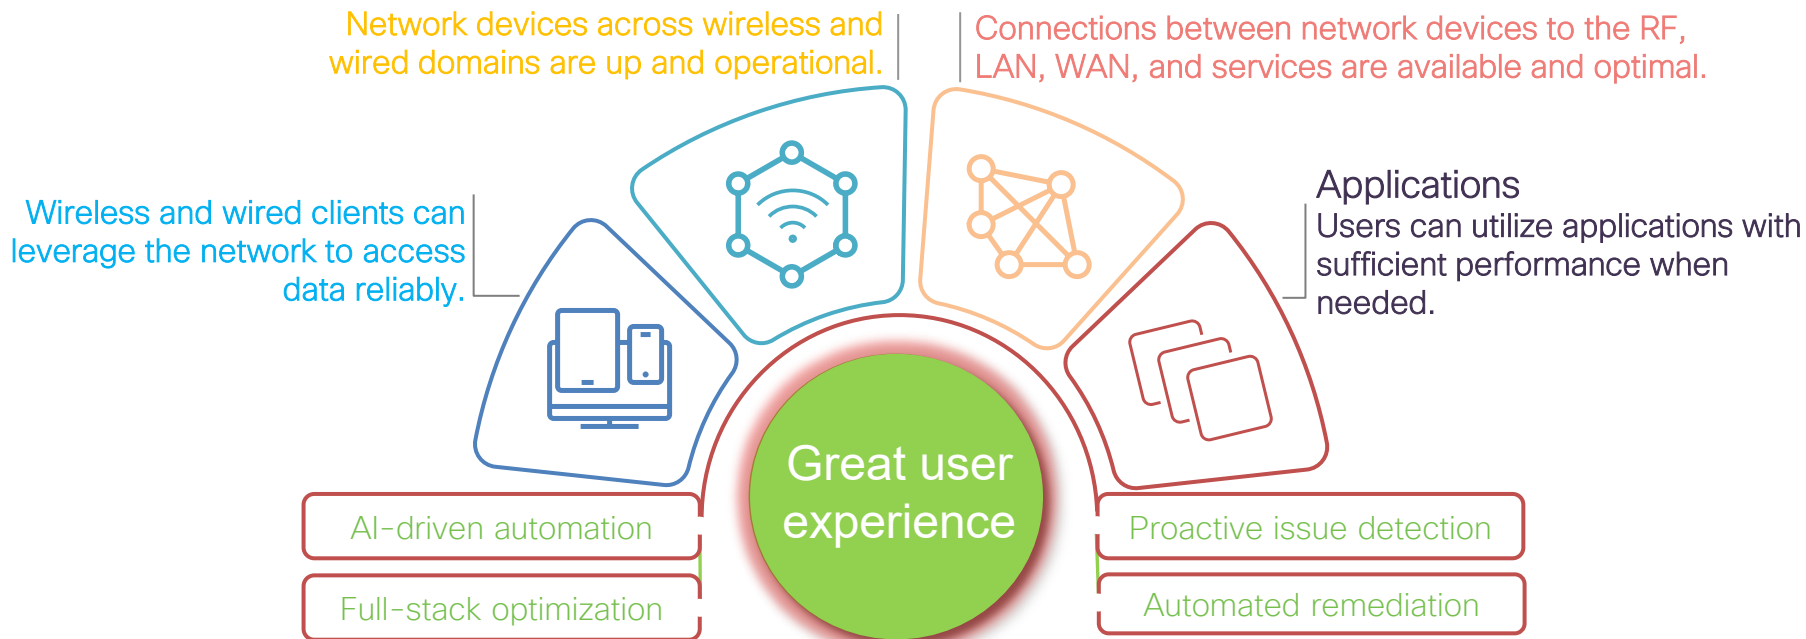 Network devices across wireless and
wired domains are up and operational.
Connections between network devices to the RF,
LAN, WAN, and services are available and optimal.
Wireless and wired clients can
leverage the network to access
data reliably.
Applications
Users can utilize applications with
sufficient performance when
needed.
Great user
experience
AI-driven automation
Full-stack optimization
Proactive issue detection
Automated remediation